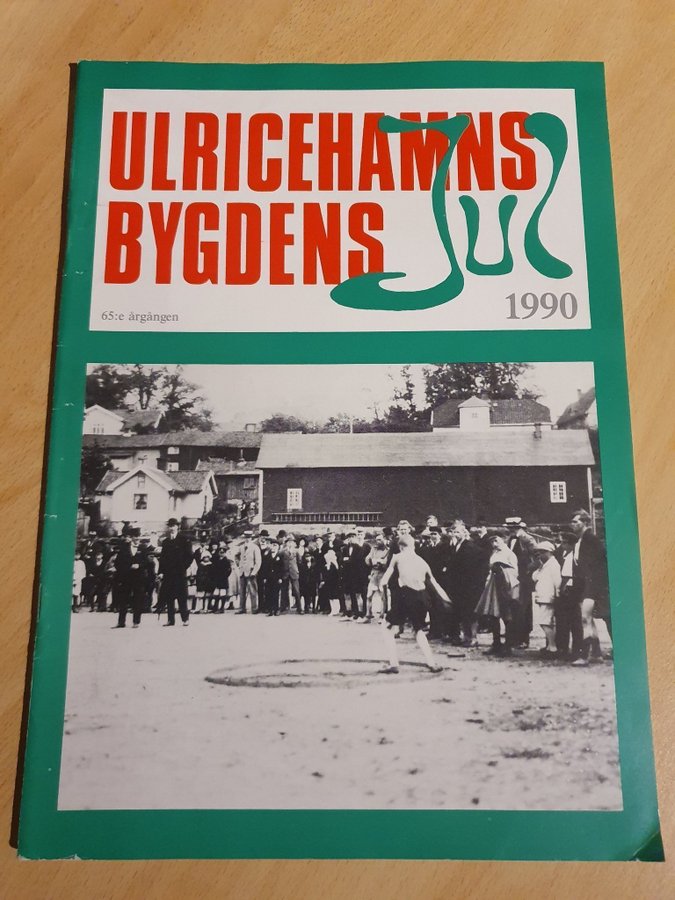 ULRICEHAMNS
BYGDENS Jul
65:e årgången 1990